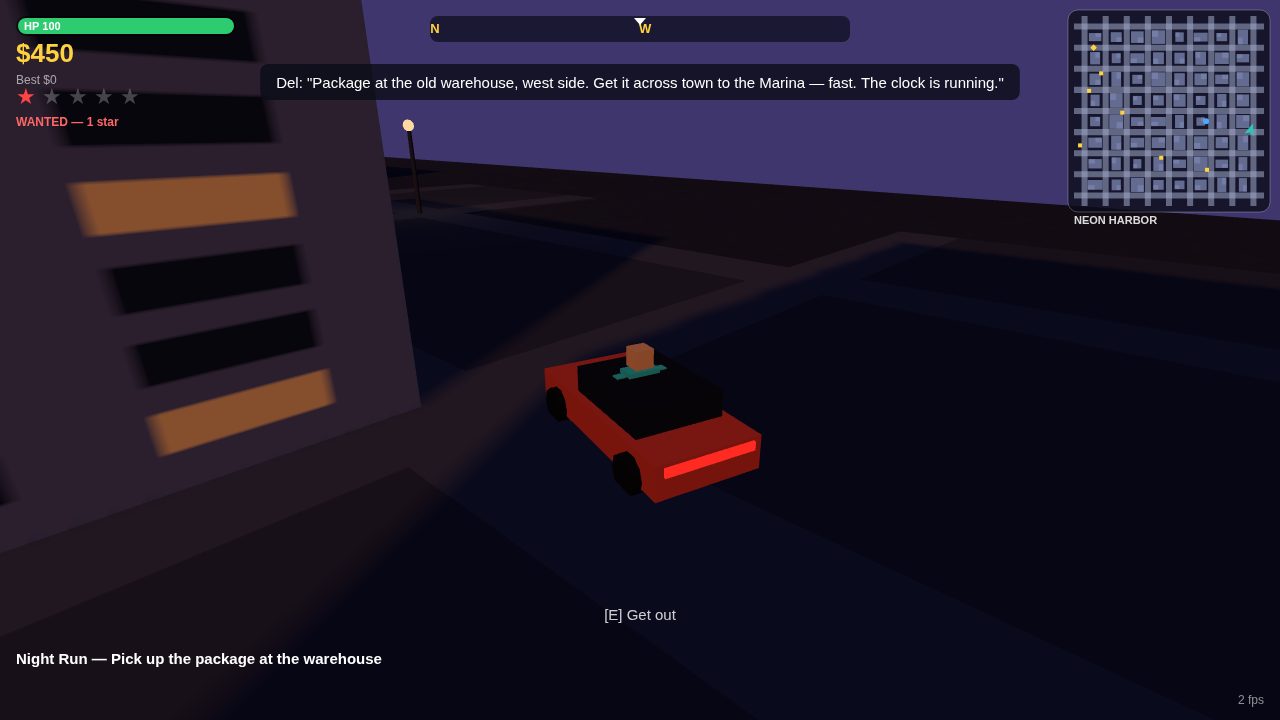 HP 100
$450
Best $0
WANTED — 1 star
N
W
Del: "Package at the old warehouse, west side. Get it across town to the Marina — fast. The clock is running."
NEON HARBOR
[E] Get out
Night Run — Pick up the package at the warehouse
2 fps